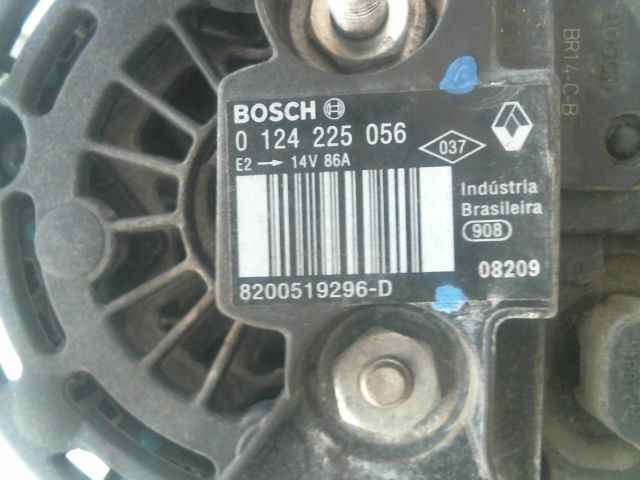 BOSCH
0 124 225 056
037
E2 → 14V 86A
Indústria
Brasileira
908
08209
8200519296-D
BR14-C-B